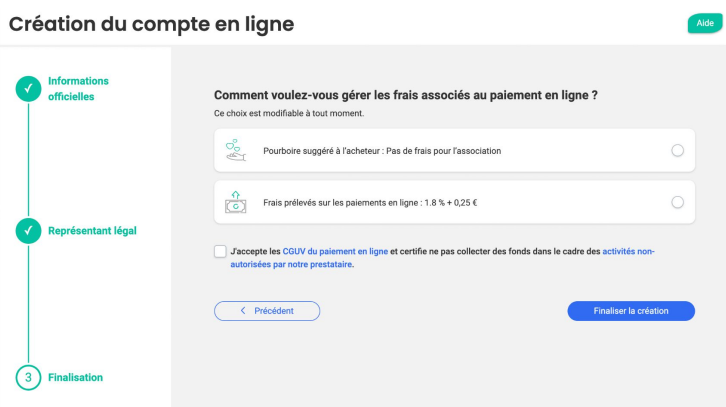 Création du compte en ligne
Aide
Informations
officielles
Représentant légal
3
Finalisation
Comment voulez-vous gérer les frais associés au paiement en ligne ?
Ce choix est modifiable à tout moment.
Pourboire suggéré à l'acheteur : Pas de frais pour l'association
Frais prélevés sur les paiements en ligne : 1.8 % + 0,25 €
J'accepte les CGUV du paiement en ligne et certifie ne pas collecter des fonds dans le cadre des activités non-
autorisées par notre prestataire.
Précédent
Finaliser la création